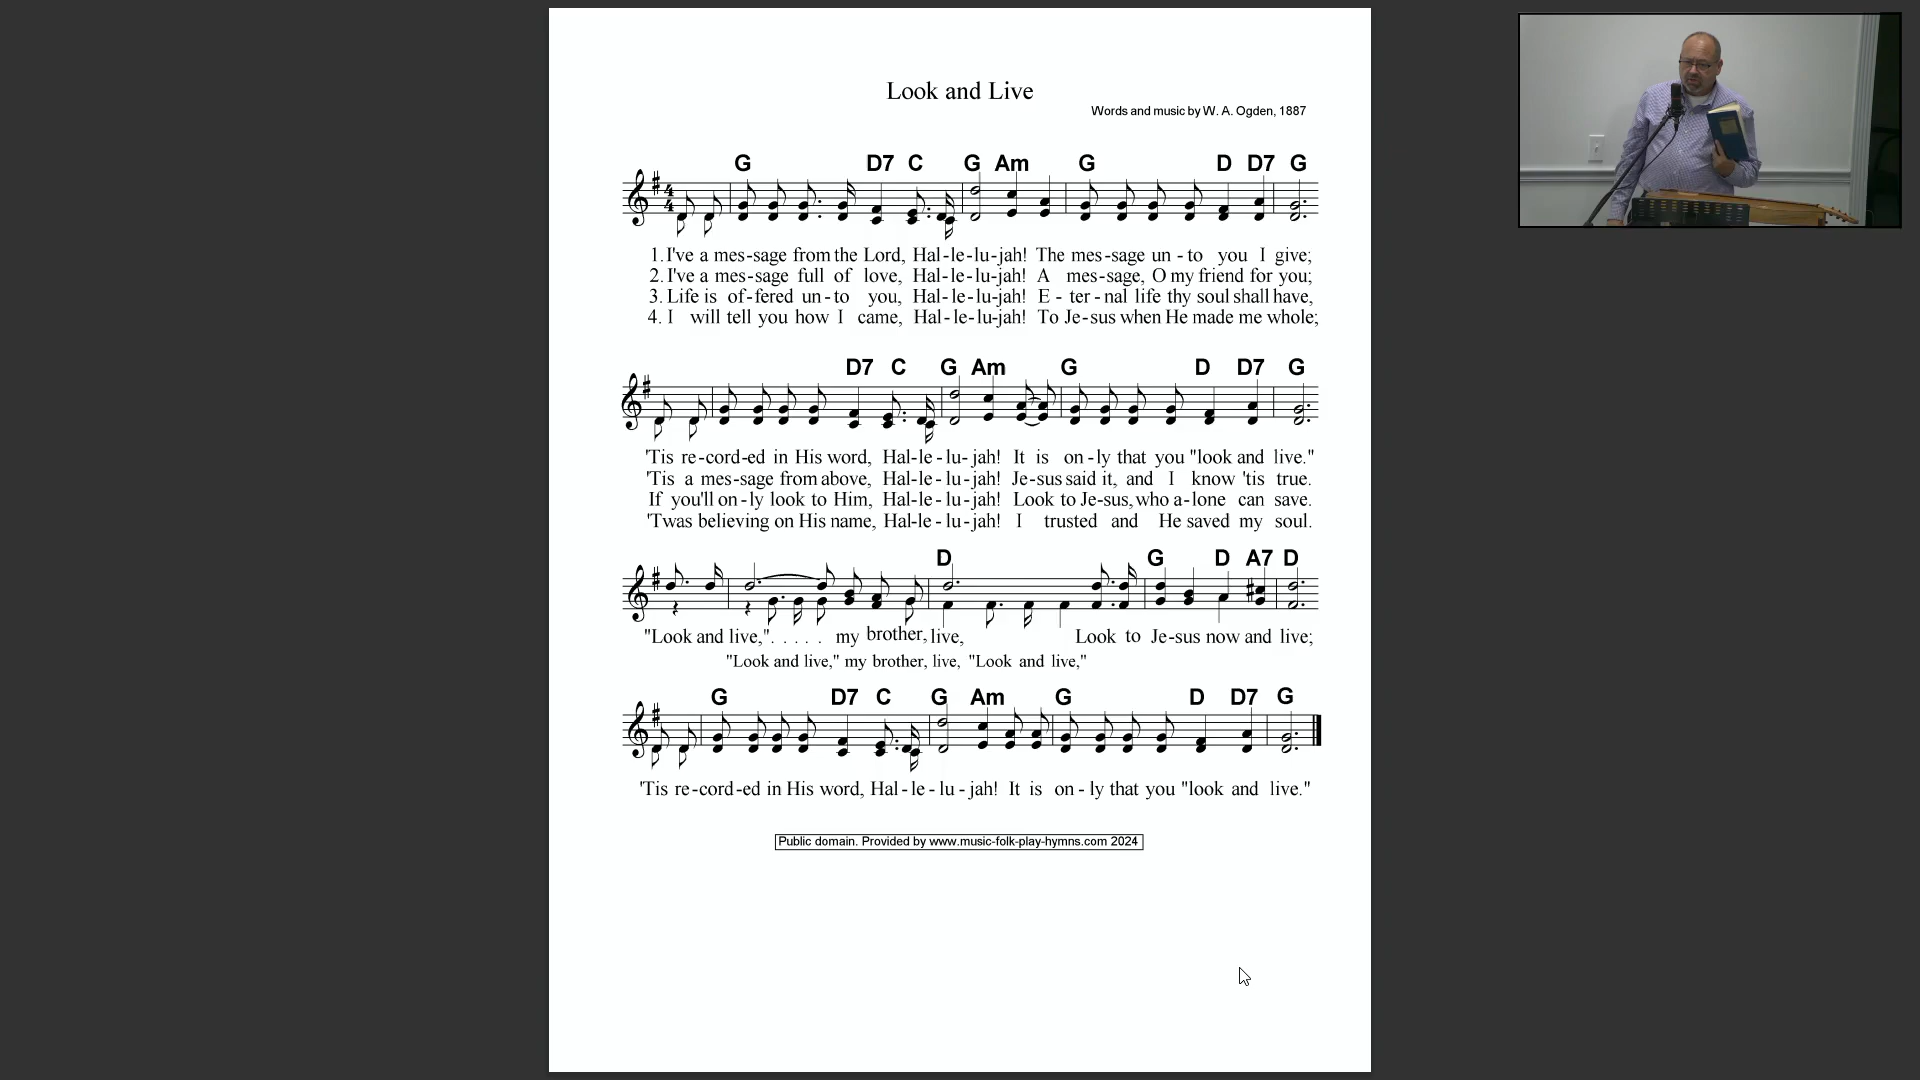 Look and Live
Words and music by W. A. Ogden, 1887
G D7 C G Am G D D7 G
1. I've a mes-sage from the Lord, Hal-le-lu-jah! The mes-sage un-to you I give;
2. I've a mes-sage full of love, Hal-le-lu-jah! A mes-sage, O my friend for you;
3. Life is of-fered un-to you, Hal-le-lu-jah! E-ter-nal life thy soul shall have,
4. I will tell you how I came, Hal-le-lu-jah! To Je-sus when He made me whole;
D7 C G Am G D D7 G
'Tis re-cord-ed in His word, Hal-le-lu-jah! It is on-ly that you "look and live."
'Tis a mes-sage from above, Hal-le-lu-jah! Je-sus said it, and I know 'tis true.
If you'll on-ly look to Him, Hal-le-lu-jah! Look to Je-sus, who a-lone can save.
'Twas believing on His name, Hal-le-lu-jah! I trusted and He saved my soul.
D G D A7 D
"Look and live,". . . . . my brother, live, Look to Je-sus now and live;
"Look and live," my brother, live, "Look and live,"
G D7 C G Am G D D7 G
'Tis re-cord-ed in His word, Hal-le-lu-jah! It is on-ly that you "look and live."
Public domain. Provided by www.music-folk-play-hymns.com 2024